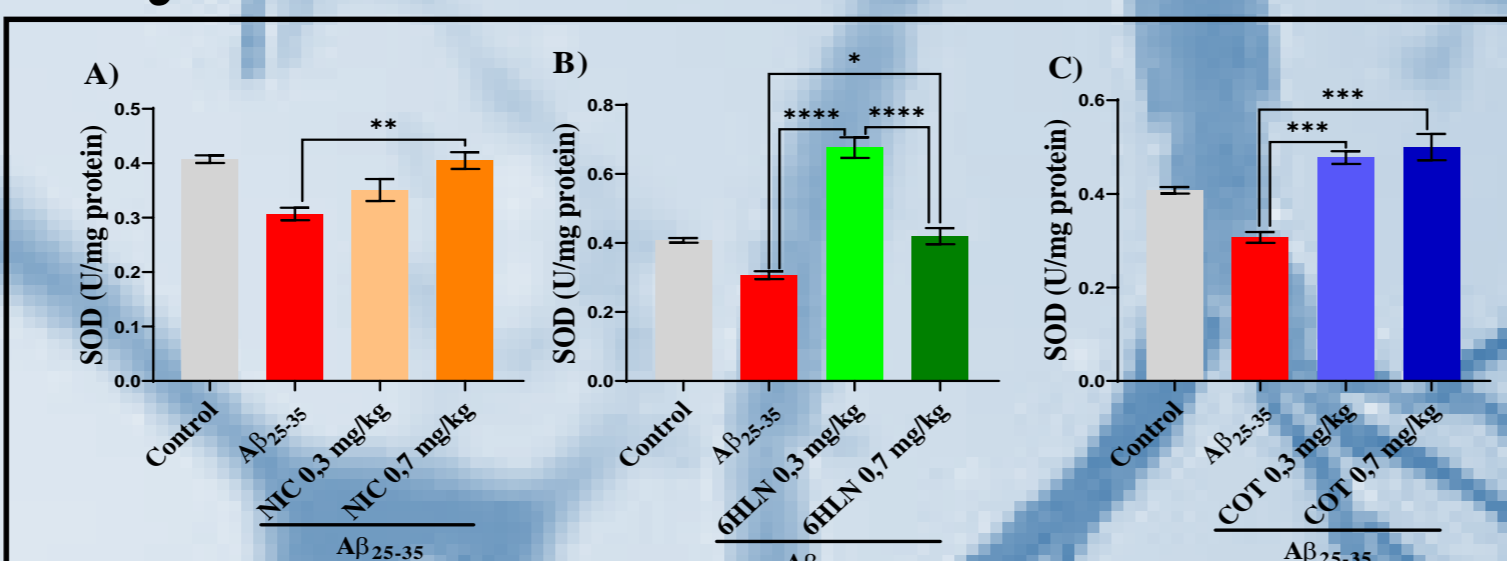 A)
SOD (U/mg protein)
0.5
0.4
0.3
0.2
0.1
0.0
**
Control
Aβ25-35
NIC 0,3 mg/kg
NIC 0,7 mg/kg
Aβ25-35
B)
SOD (U/mg protein)
0.8
0.6
0.4
0.2
0.0
*
**** ****
Control
Aβ25-35
6HLN 0,3 mg/kg
6HLN 0,7 mg/kg
C)
SOD (U/mg protein)
0.6
0.4
0.2
0.0
***
***
Control
Aβ25-35
COT 0,3 mg/kg
COT 0,7 mg/kg
Aβ25-35